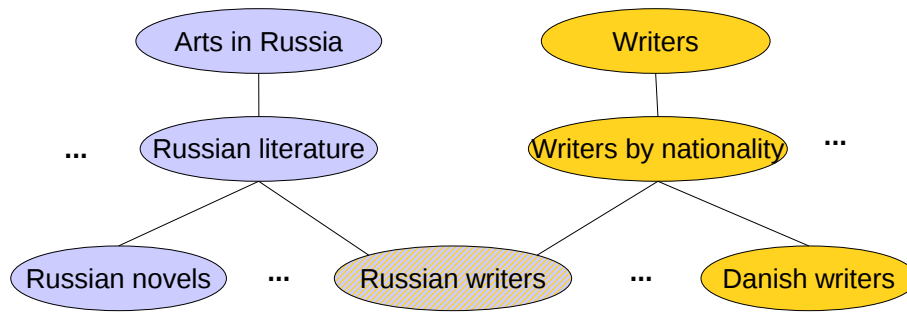 Arts in Russia Writers
... Russian literature Writers by nationality ...
Russian novels ... Russian writers ... Danish writers